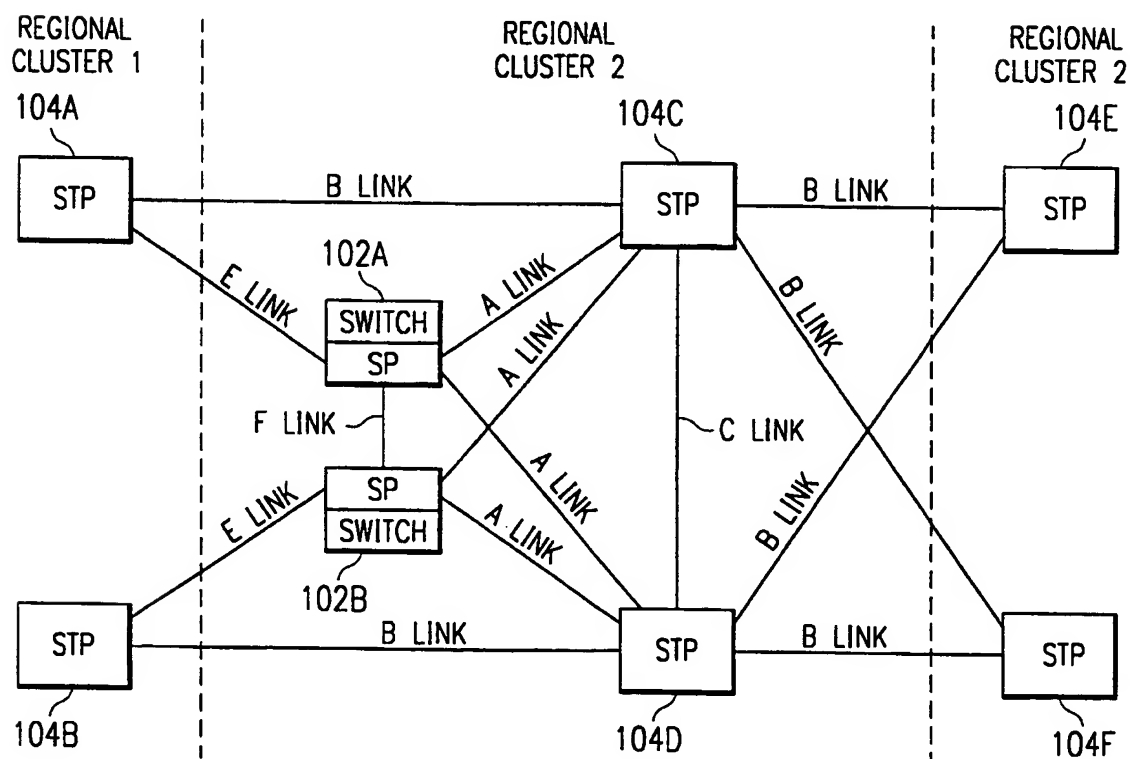 REGIONAL
CLUSTER 1
REGIONAL
CLUSTER 2
REGIONAL
CLUSTER 2
104A
104C
104E
STP
B LINK
STP
B LINK
STP
E LINK
102A
SWITCH
SP
A LINK
A LINK
B LINK
F LINK
C LINK
SP
SWITCH
102B
E LINK
A LINK
A LINK
B LINK
STP
B LINK
STP
B LINK
STP
104B
104D
104F